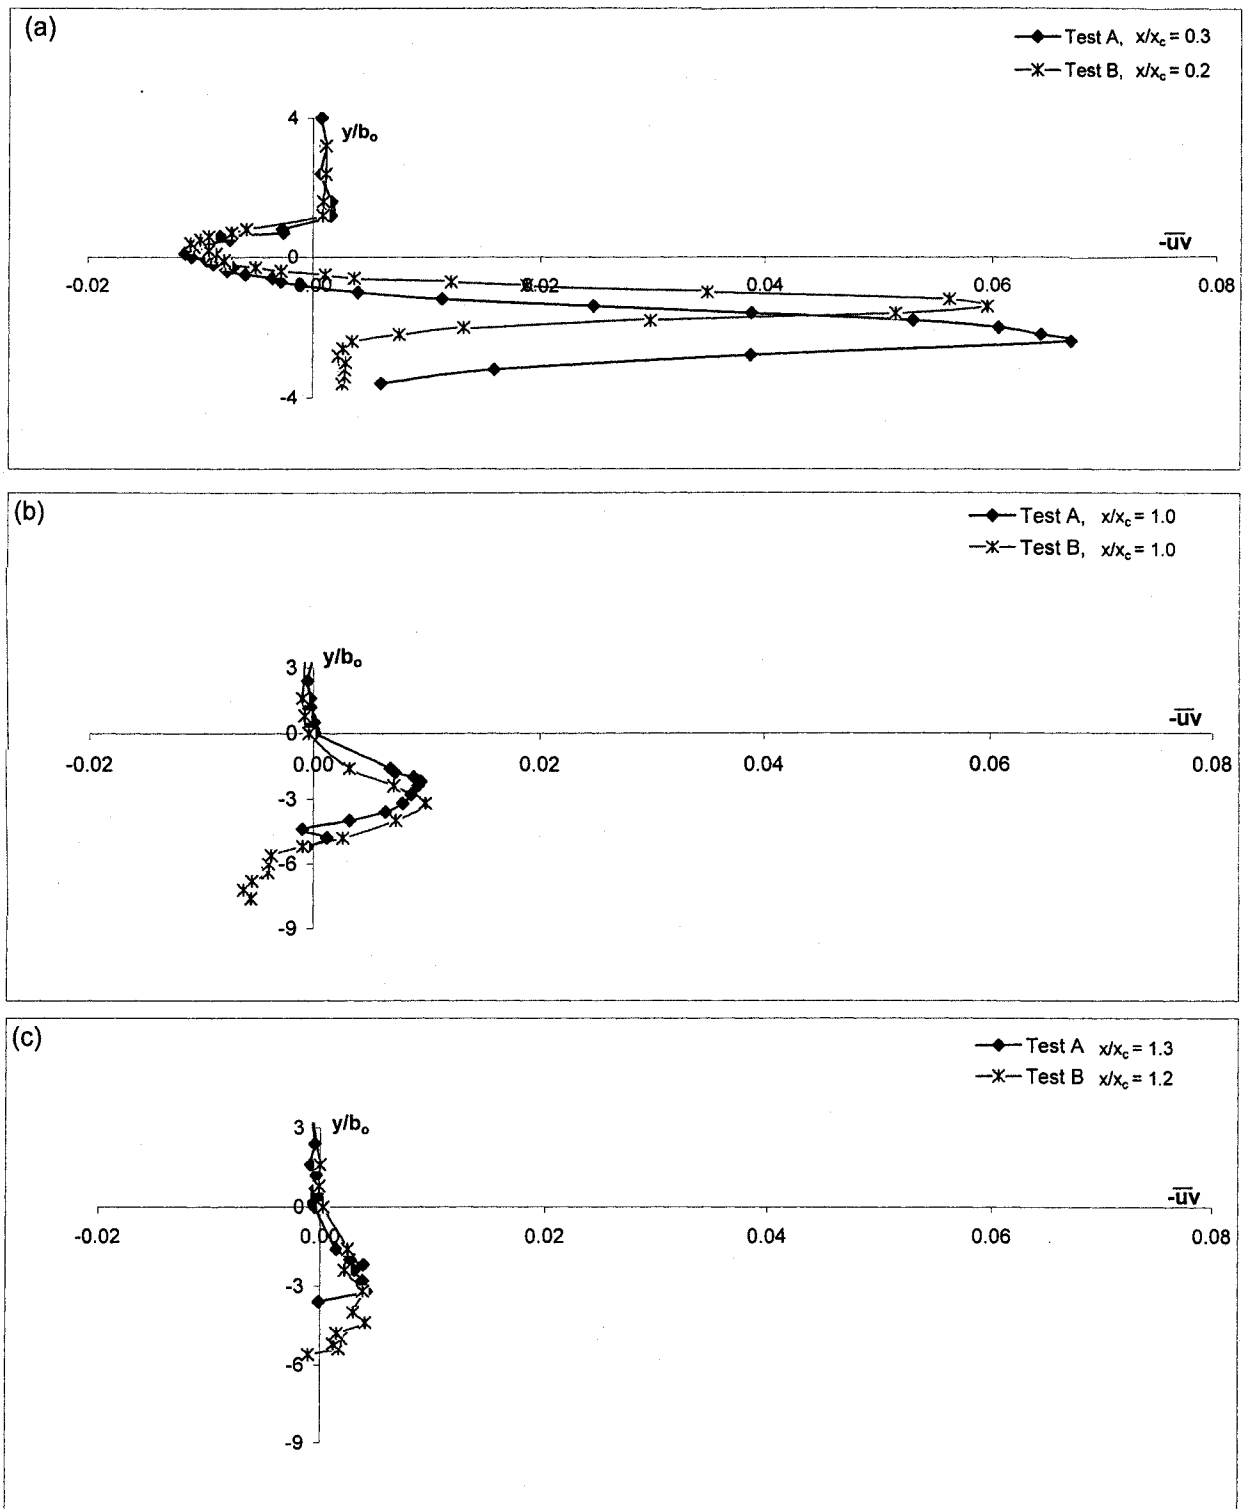 (a)
Test A, x/xc = 0.3
Test B, x/xc = 0.2
4
y/bo
-uv
0
-0.02
0.00
0.02
0.04
0.06
0.08
-4
(b)
Test A, x/xc = 1.0
Test B, x/xc = 1.0
3
y/bo
-uv
0
-0.02
0.00
0.02
0.04
0.06
0.08
-3
-6
-9
(c)
Test A x/xc = 1.3
Test B x/xc = 1.2
3
y/bo
-uv
0
-0.02
0.00
0.02
0.04
0.06
0.08
-3
-6
-9